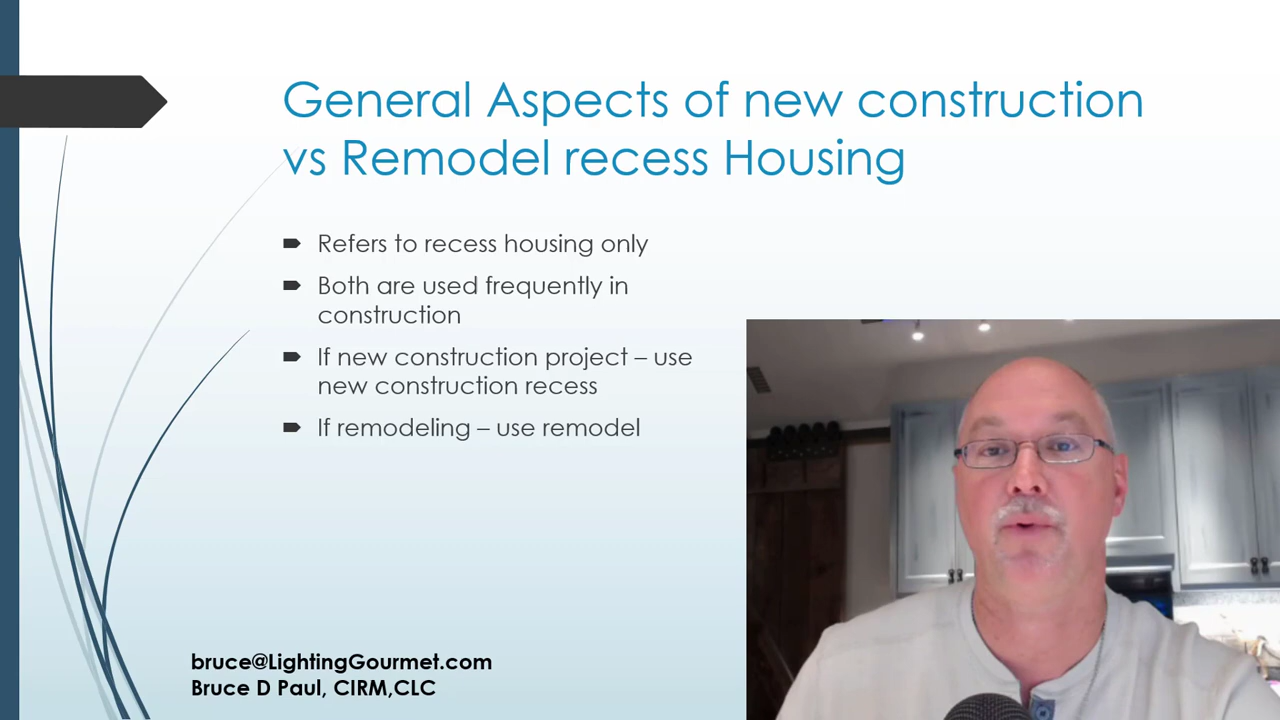 General Aspects of new construction
vs Remodel recess Housing
Refers to recess housing only
Both are used frequently in
construction
If new construction project – use
new construction recess
If remodeling – use remodel
bruce@LightingGourmet.com
Bruce D Paul, CIRM,CLC